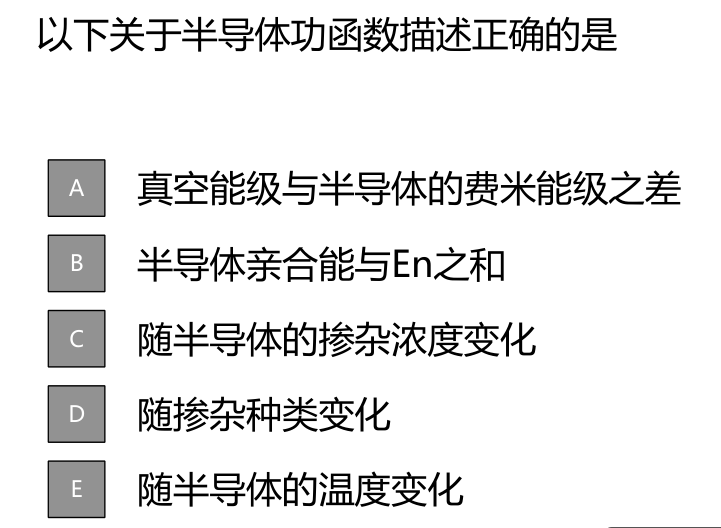 以下关于半导体功函数描述正确的是
A 真空能级与半导体的费米能级之差
B 半导体亲合能与En之和
C 随半导体的掺杂浓度变化
D 随掺杂种类变化
E 随半导体的温度变化